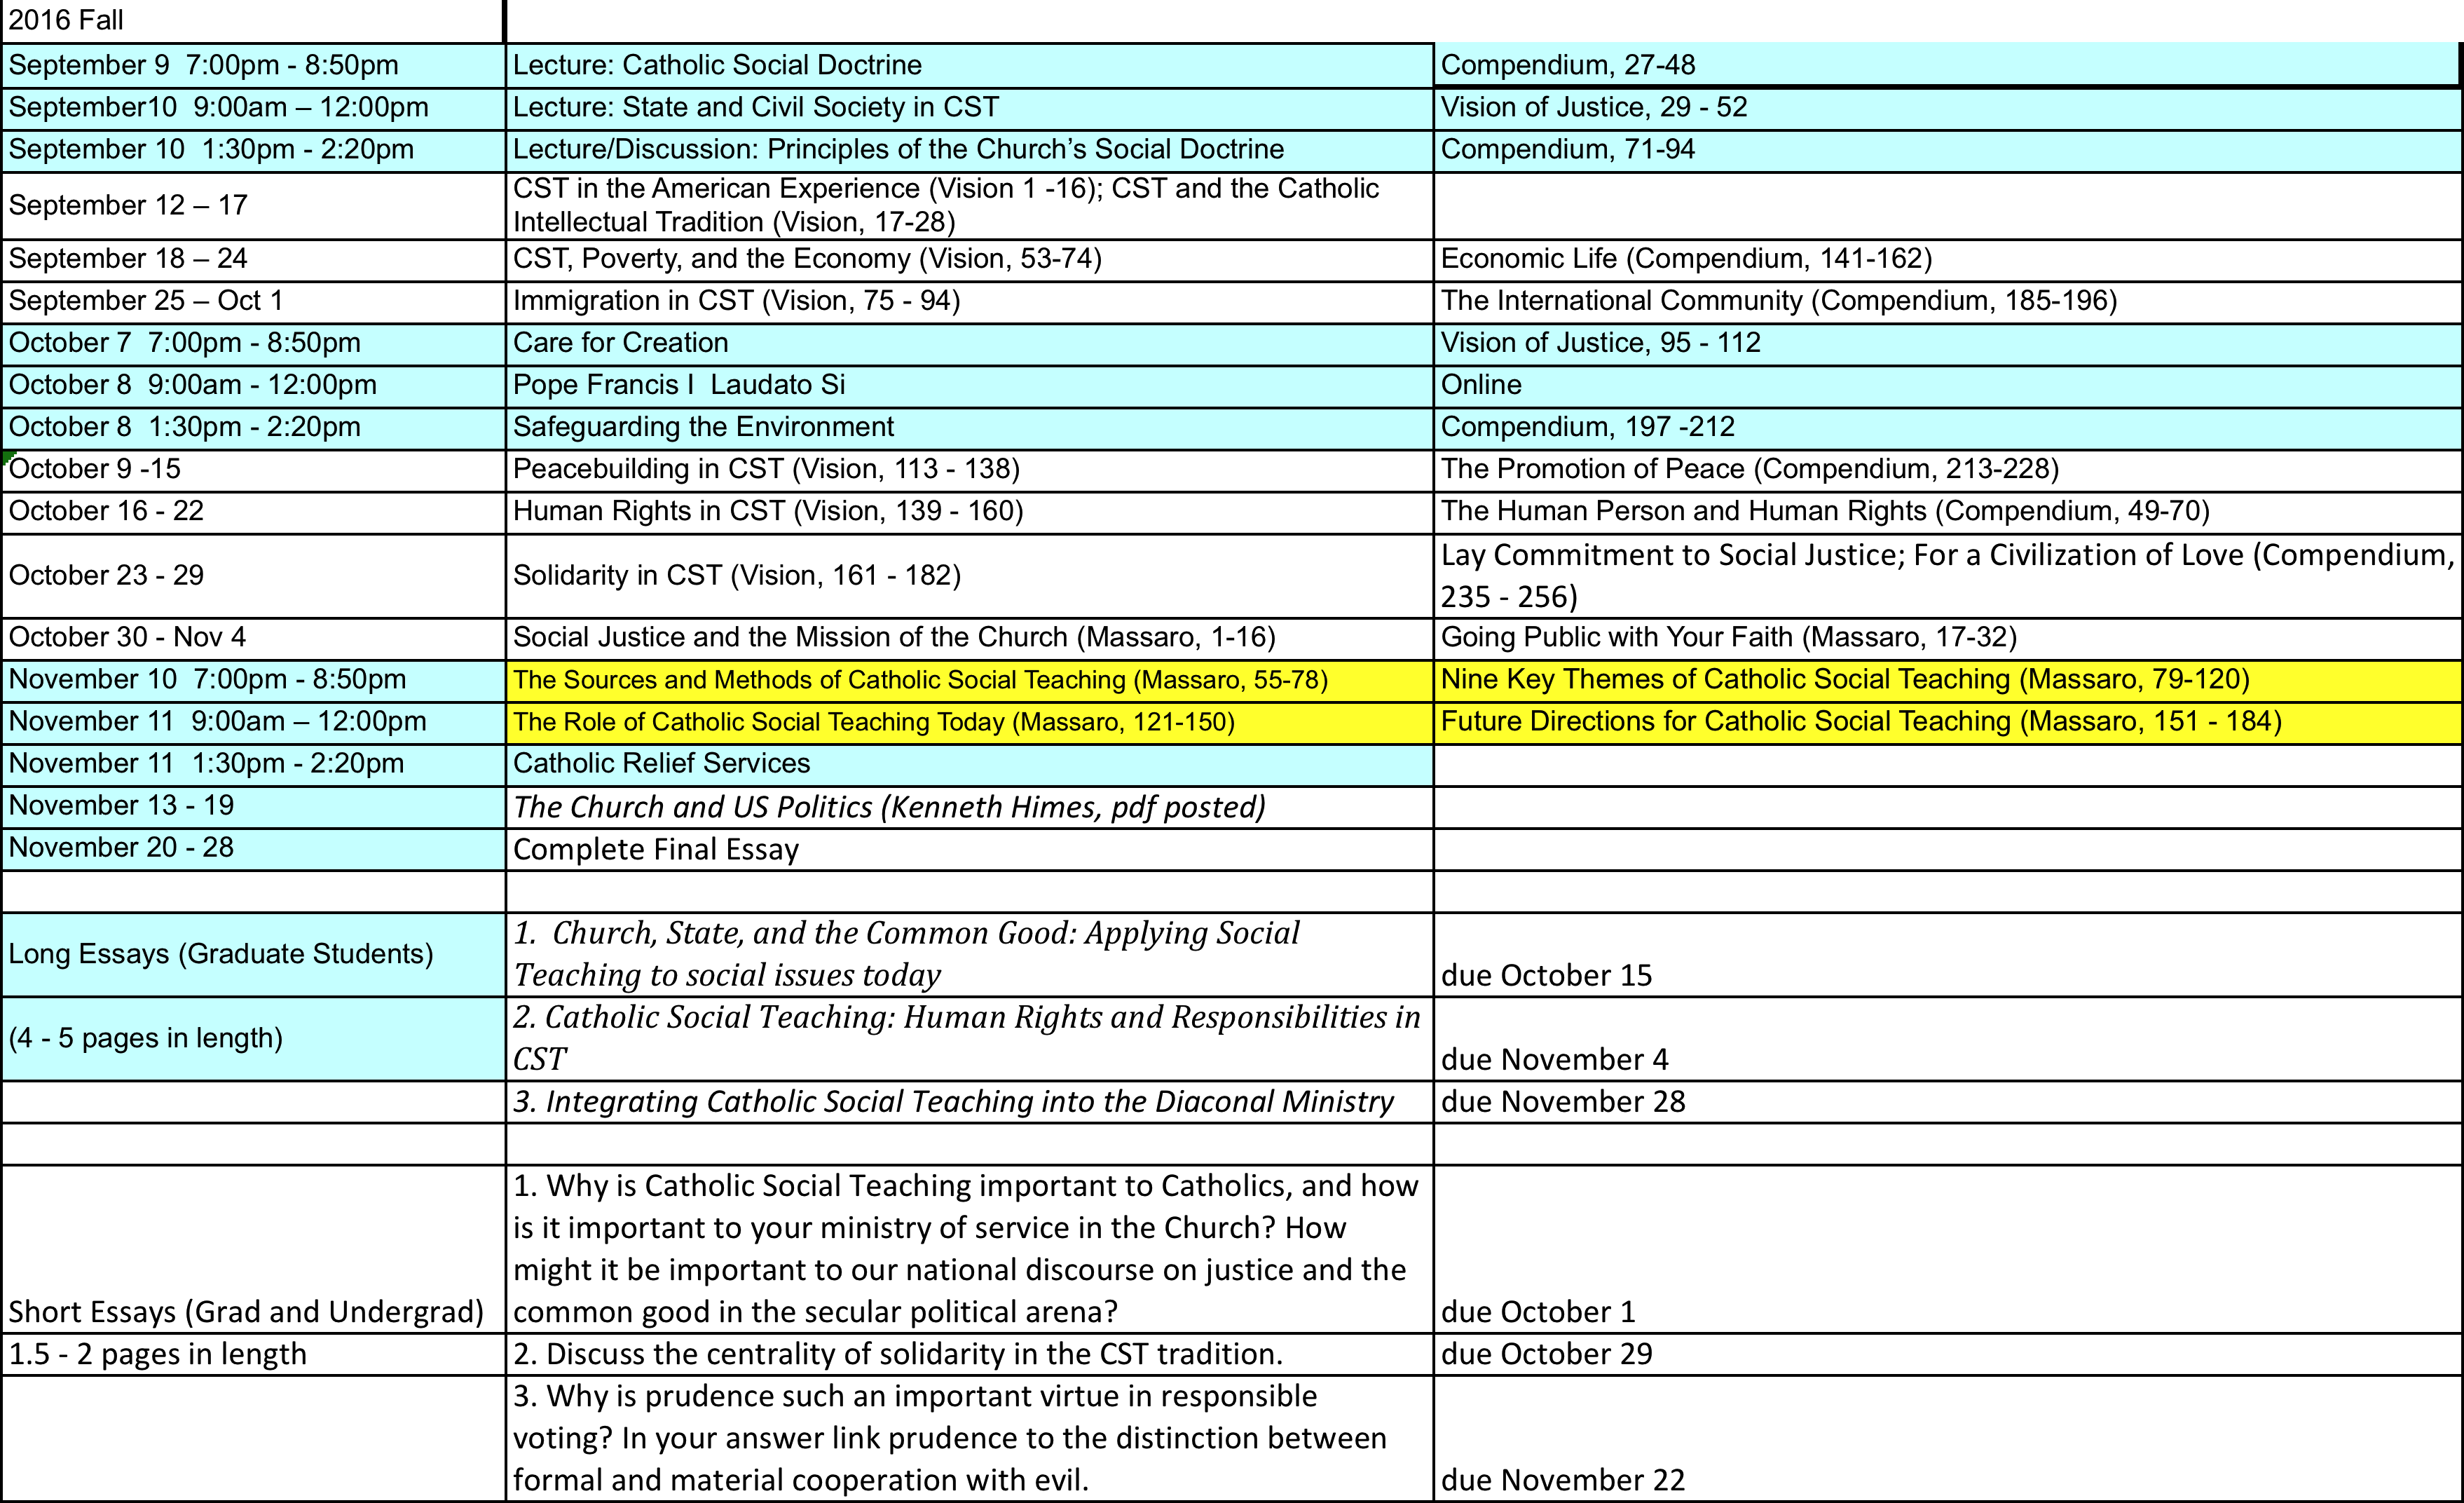 2016 Fall
September 9  7:00pm - 8:50pm
Lecture: Catholic Social Doctrine
Compendium, 27-48
September10  9:00am – 12:00pm
Lecture: State and Civil Society in CST
Vision of Justice, 29 - 52
September 10  1:30pm - 2:20pm
Lecture/Discussion: Principles of the Church’s Social Doctrine
Compendium, 71-94
September 12 – 17
CST in the American Experience (Vision 1 -16); CST and the Catholic
Intellectual Tradition (Vision, 17-28)
September 18 – 24
CST, Poverty, and the Economy (Vision, 53-74)
Economic Life (Compendium, 141-162)
September 25 – Oct 1
Immigration in CST (Vision, 75 - 94)
The International Community (Compendium, 185-196)
October 7  7:00pm - 8:50pm
Care for Creation
Vision of Justice, 95 - 112
October 8  9:00am - 12:00pm
Pope Francis I  Laudato Si
Online
October 8  1:30pm - 2:20pm
Safeguarding the Environment
Compendium, 197 -212
October 9 -15
Peacebuilding in CST (Vision, 113 - 138)
The Promotion of Peace (Compendium, 213-228)
October 16 - 22
Human Rights in CST (Vision, 139 - 160)
The Human Person and Human Rights (Compendium, 49-70)
October 23 - 29
Solidarity in CST (Vision, 161 - 182)
Lay Commitment to Social Justice; For a Civilization of Love (Compendium,
235 - 256)
October 30 - Nov 4
Social Justice and the Mission of the Church (Massaro, 1-16)
Going Public with Your Faith (Massaro, 17-32)
November 10  7:00pm - 8:50pm
The Sources and Methods of Catholic Social Teaching (Massaro, 55-78)
Nine Key Themes of Catholic Social Teaching (Massaro, 79-120)
November 11  9:00am – 12:00pm
The Role of Catholic Social Teaching Today (Massaro, 121-150)
Future Directions for Catholic Social Teaching (Massaro, 151 - 184)
November 11  1:30pm - 2:20pm
Catholic Relief Services
November 13 - 19
The Church and US Politics (Kenneth Himes, pdf posted)
November 20 - 28
Complete Final Essay
Long Essays (Graduate Students)
1.  Church, State, and the Common Good: Applying Social
Teaching to social issues today
due October 15
(4 - 5 pages in length)
2. Catholic Social Teaching: Human Rights and Responsibilities in
CST
due November 4
3. Integrating Catholic Social Teaching into the Diaconal Ministry
due November 28
Short Essays (Grad and Undergrad)
1. Why is Catholic Social Teaching important to Catholics, and how
is it important to your ministry of service in the Church? How
might it be important to our national discourse on justice and the
common good in the secular political arena?
due October 1
1.5 - 2 pages in length
2. Discuss the centrality of solidarity in the CST tradition.
due October 29
3. Why is prudence such an important virtue in responsible
voting? In your answer link prudence to the distinction between
formal and material cooperation with evil.
due November 22